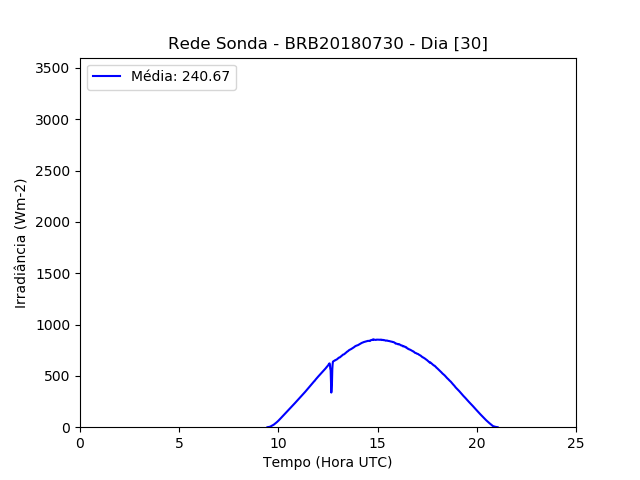 Rede Sonda - BRB20180730 - Dia [30]
Média: 240.67
3500
3000
2500
2000
1500
1000
500
0
Irradiância (Wm-2)
0 5 10 15 20 25
Tempo (Hora UTC)